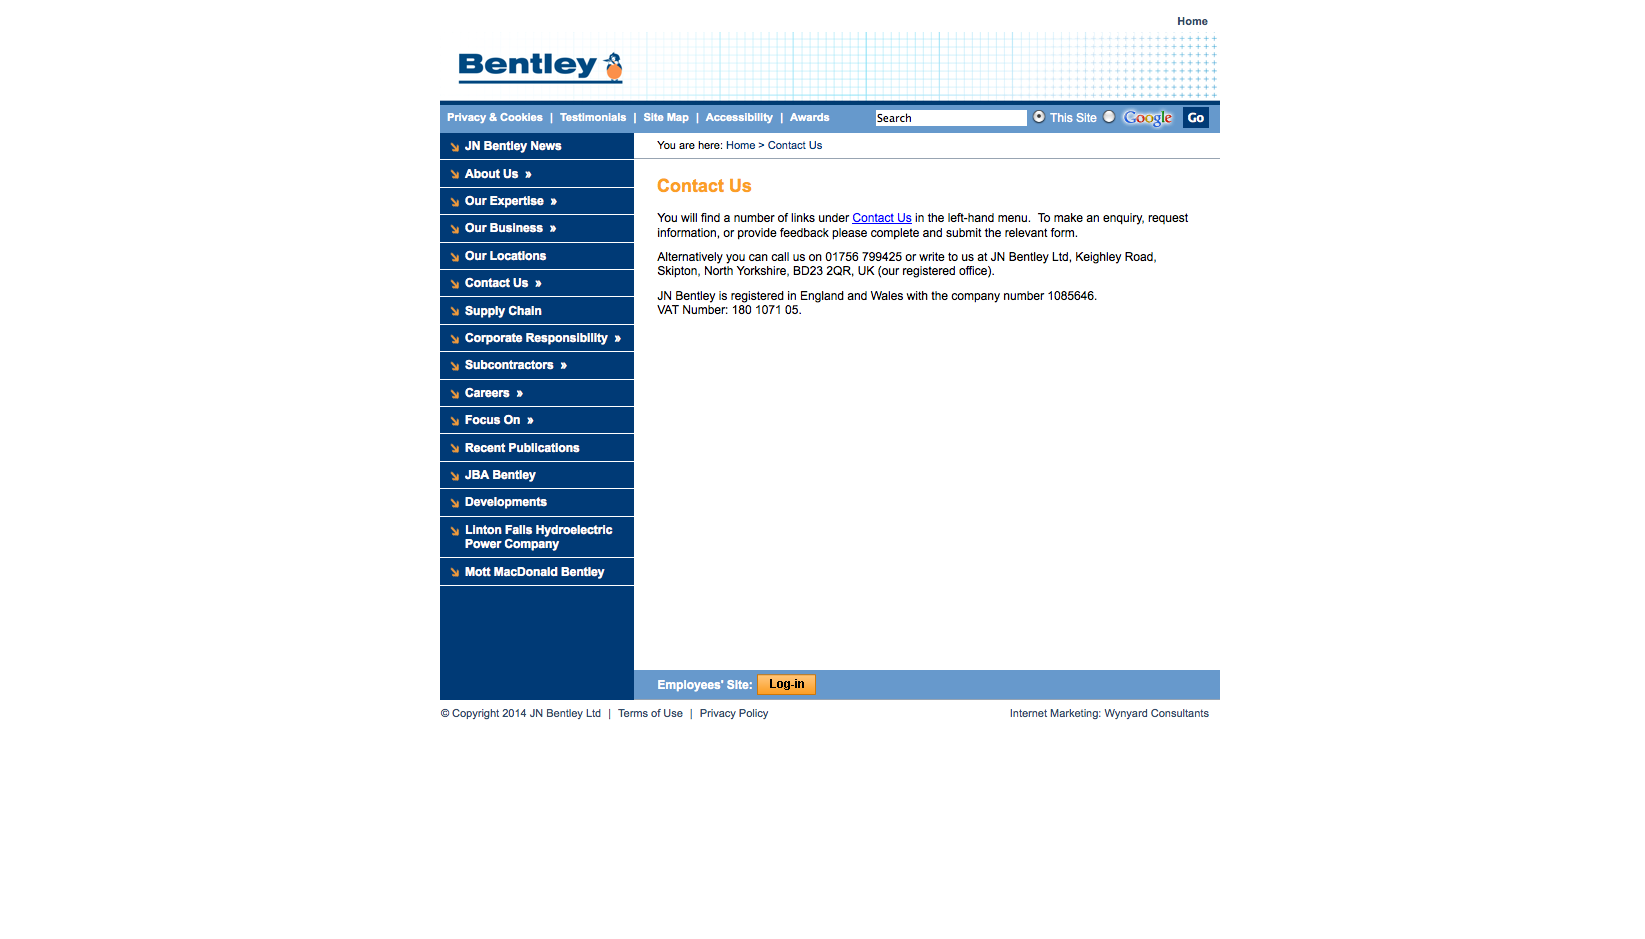 Home
Bentley
Privacy & Cookies | Testimonials | Site Map | Accessibility | Awards
Search This Site Google Go
JN Bentley News
About Us »
Our Expertise »
Our Business »
Our Locations
Contact Us »
Supply Chain
Corporate Responsibility »
Subcontractors »
Careers »
Focus On »
Recent Publications
JBA Bentley
Developments
Linton Falls Hydroelectric
Power Company
Mott MacDonald Bentley
You are here: Home > Contact Us
Contact Us
You will find a number of links under Contact Us in the left-hand menu. To make an enquiry, request
information, or provide feedback please complete and submit the relevant form.
Alternatively you can call us on 01756 799425 or write to us at JN Bentley Ltd, Keighley Road,
Skipton, North Yorkshire, BD23 2QR, UK (our registered office).
JN Bentley is registered in England and Wales with the company number 1085646.
VAT Number: 180 1071 05.
Employees' Site: Log-in
© Copyright 2014 JN Bentley Ltd | Terms of Use | Privacy Policy
Internet Marketing: Wynyard Consultants